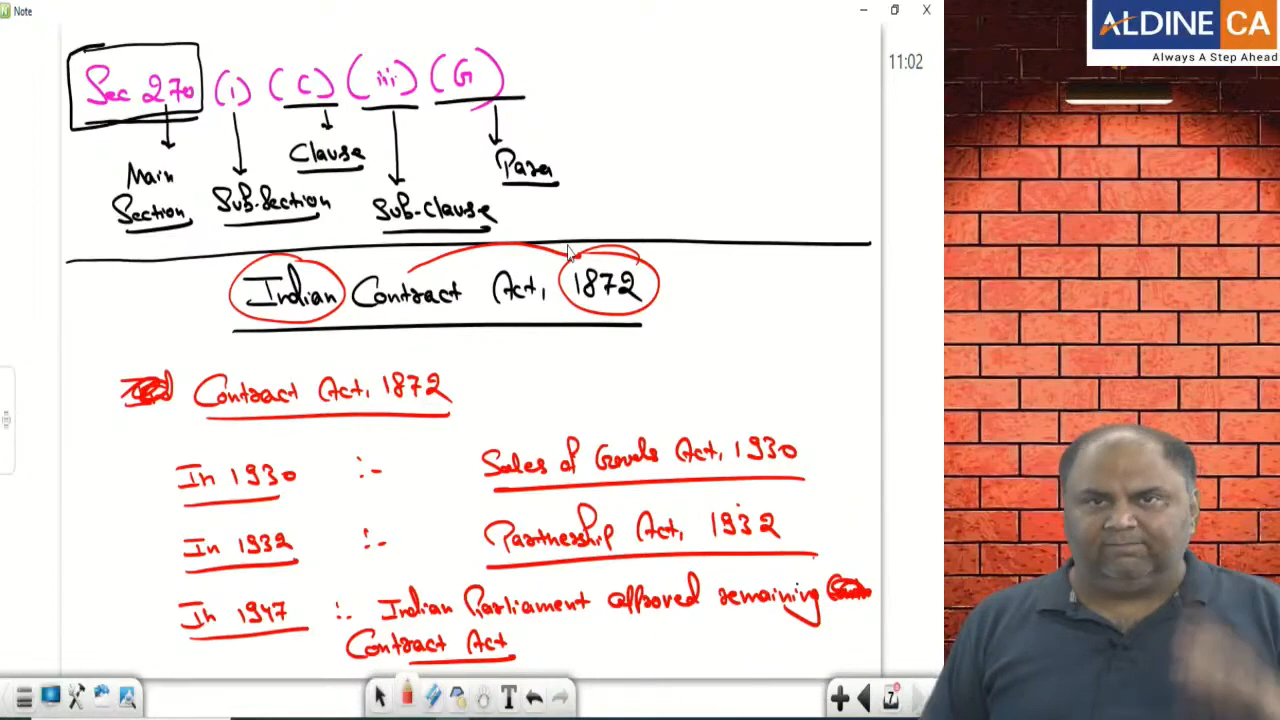 Note
ALDINE CA
Always A Step Ahead
11:02
Sec 270 (1) (C) (iii) (G)
Main Section
Sub-Section
Clause
Sub-Clause
Para
Indian Contract Act, 1872
Contract Act, 1872
In 1930 :- Sales of Goods Act, 1930
In 1932 :- Partnership Act, 1932
In 1947 :- Indian Parliament approved remaining
Contract Act
T
7